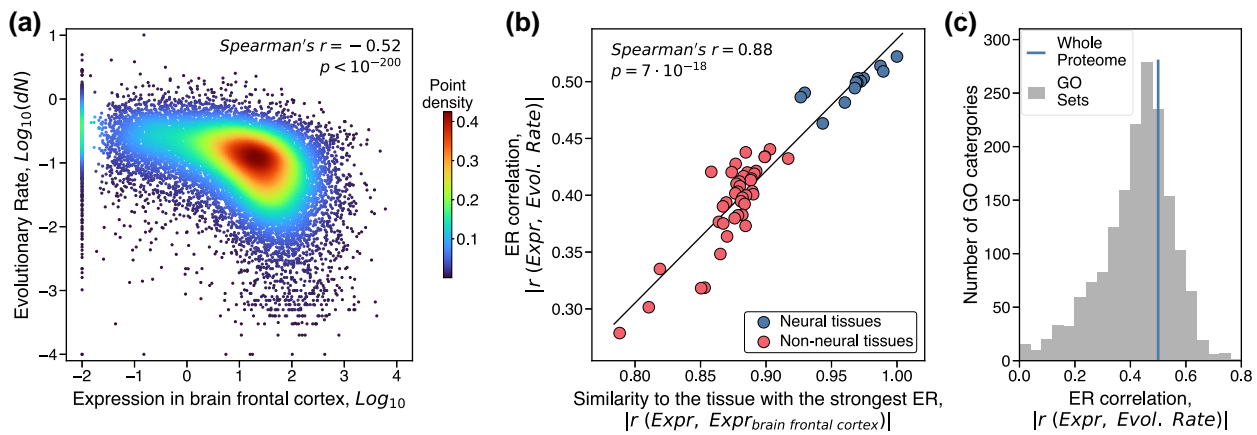 (a)
Spearman's r = −0.52
p < 10^−200
Evolutionary Rate, Log10(dN)
1
0
−1
−2
−3
−4
−2
−1
0
1
2
3
4
Expression in brain frontal cortex, Log10
Point
density
0.4
0.3
0.2
0.1
(b)
Spearman's r = 0.88
p = 7 · 10^−18
ER correlation,
|r (Expr, Evol. Rate)|
0.50
0.45
0.40
0.35
0.30
Neural tissues
Non-neural tissues
0.80
0.85
0.90
0.95
1.00
Similarity to the tissue with the strongest ER,
|r (Expr, Expr_brain frontal cortex)|
(c)
Whole
Proteome
GO
Sets
Number of GO catergories
300
250
200
150
100
50
0
0.0
0.2
0.4
0.6
0.8
ER correlation,
|r (Expr, Evol. Rate)|